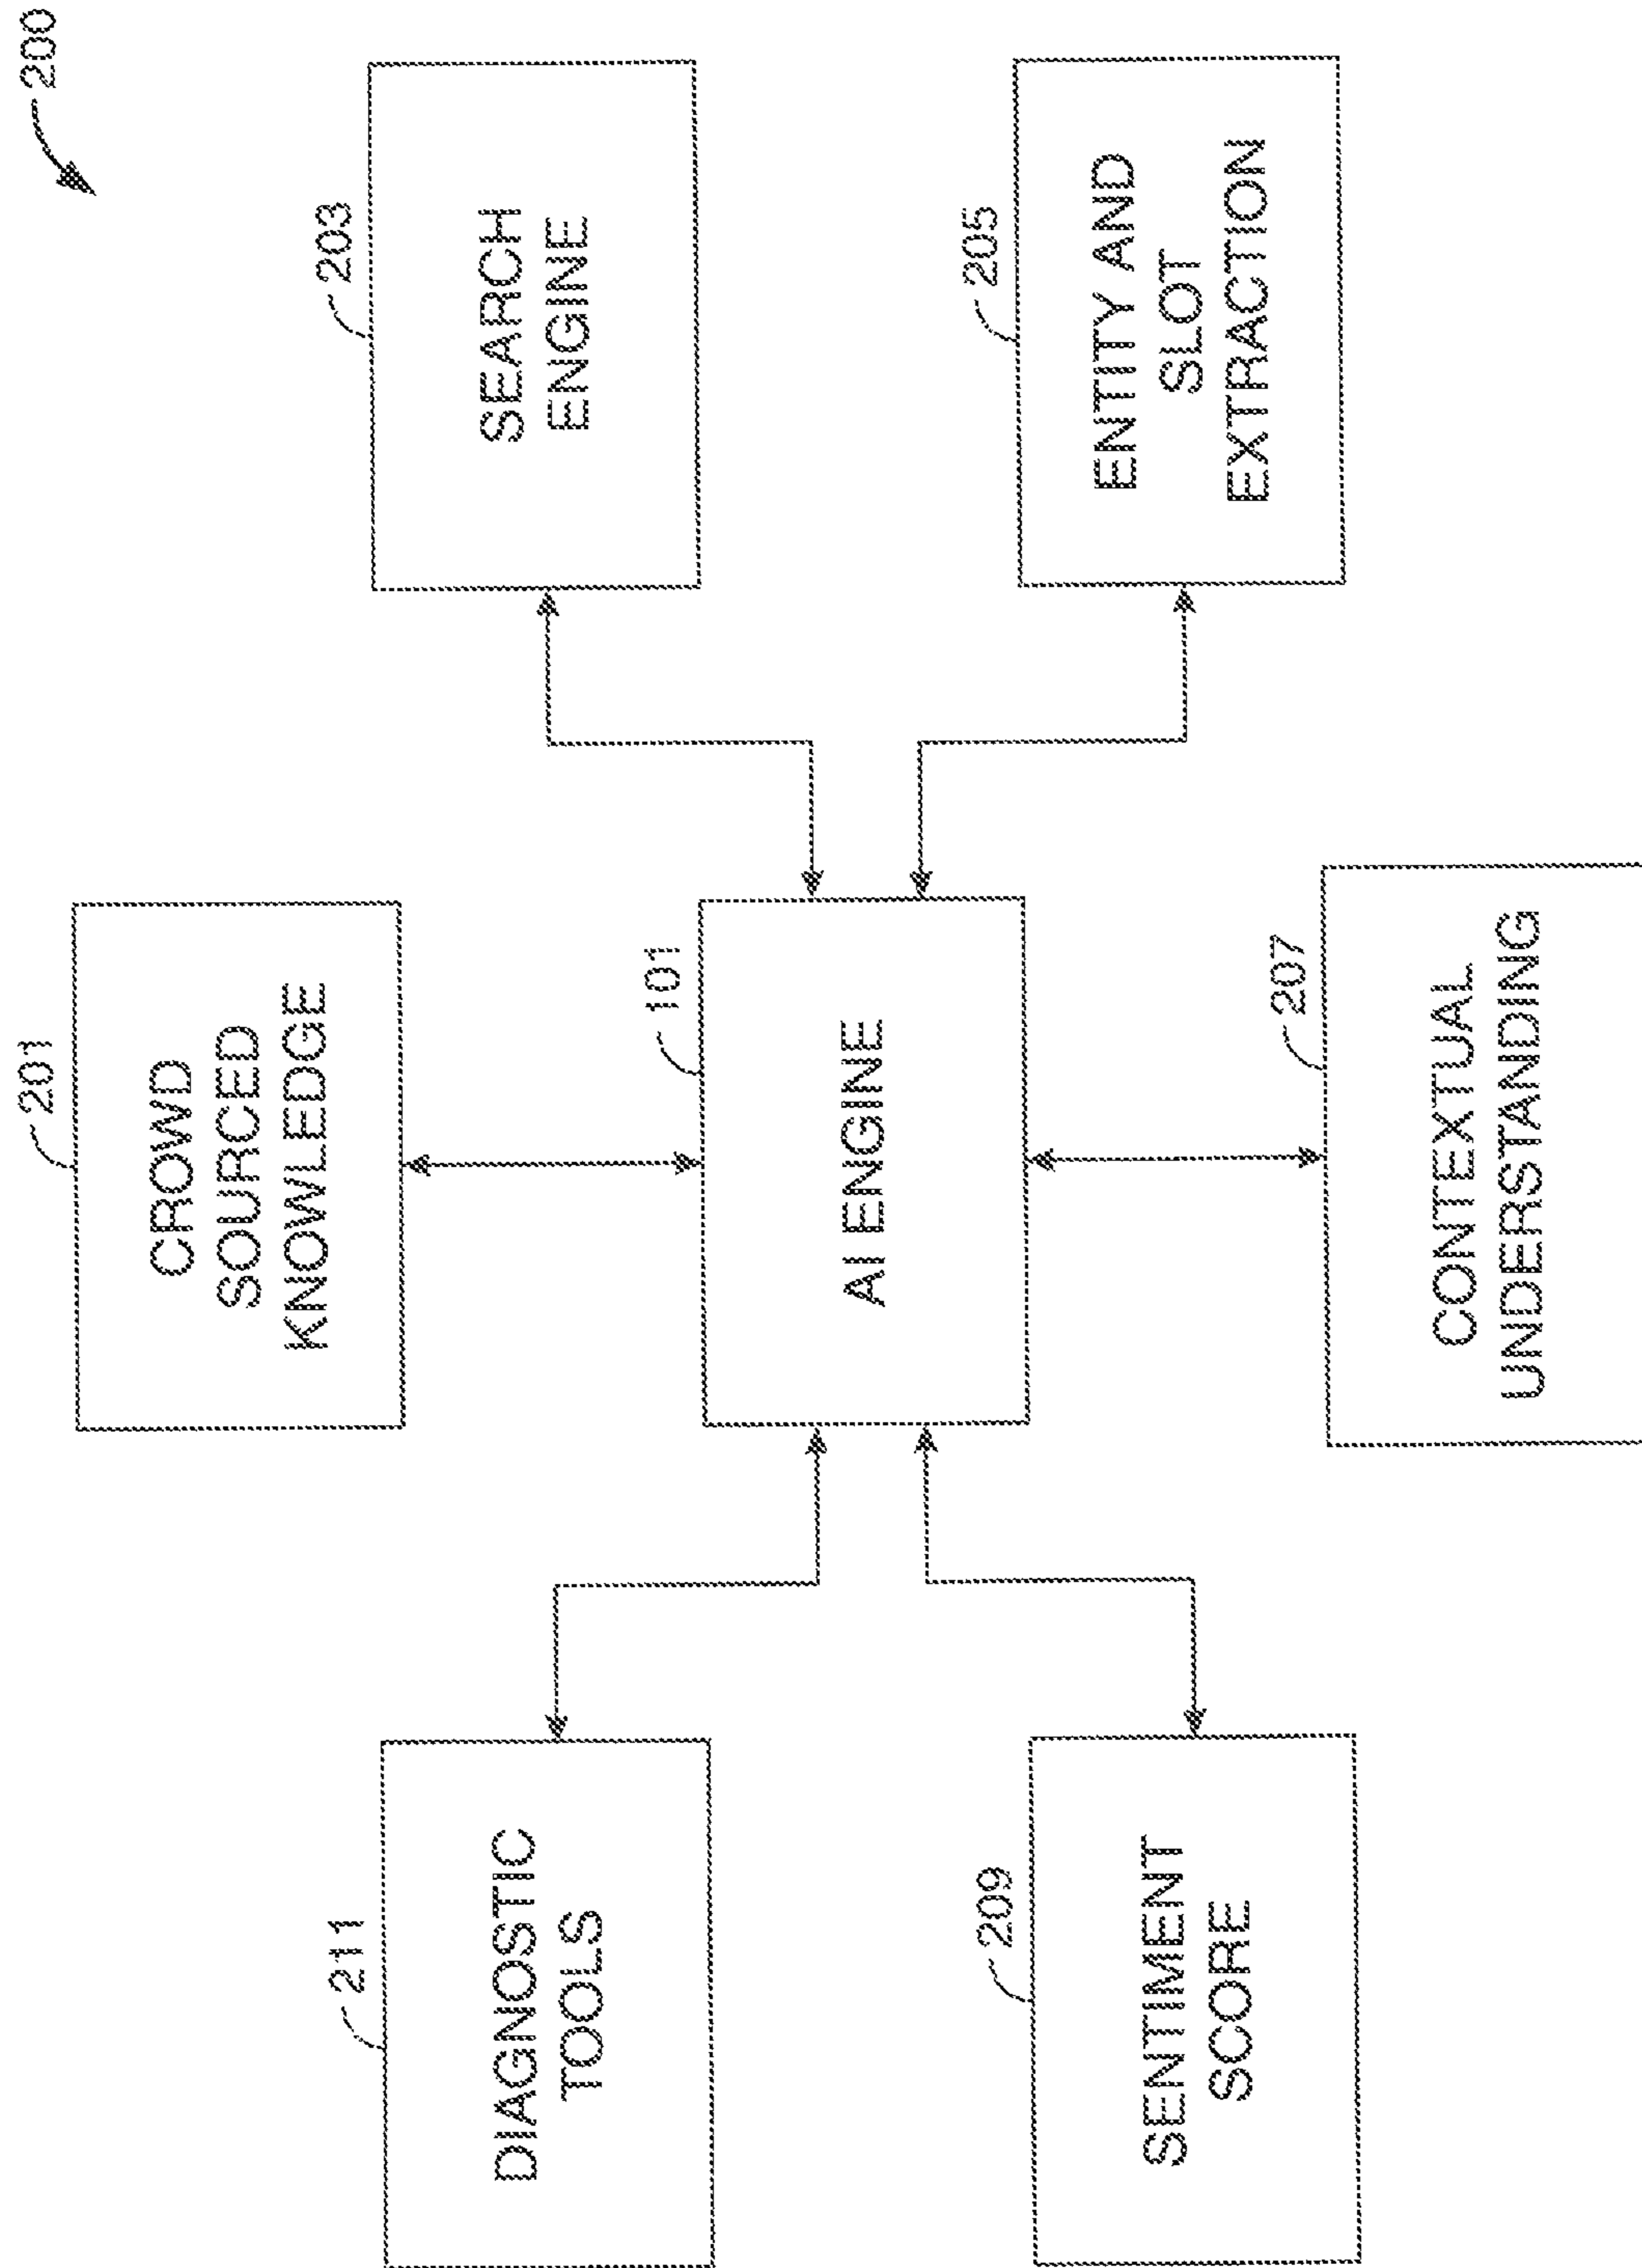 200
201
CROWD
SOURCED
KNOWLEDGE
211
DIAGNOSTIC
TOOLS
203
SEARCH
ENGINE
101
AI ENGINE
209
SENTIMENT
SCORE
205
ENTITY AND
SLOT
EXTRACTION
207
CONTEXTUAL
UNDERSTANDING